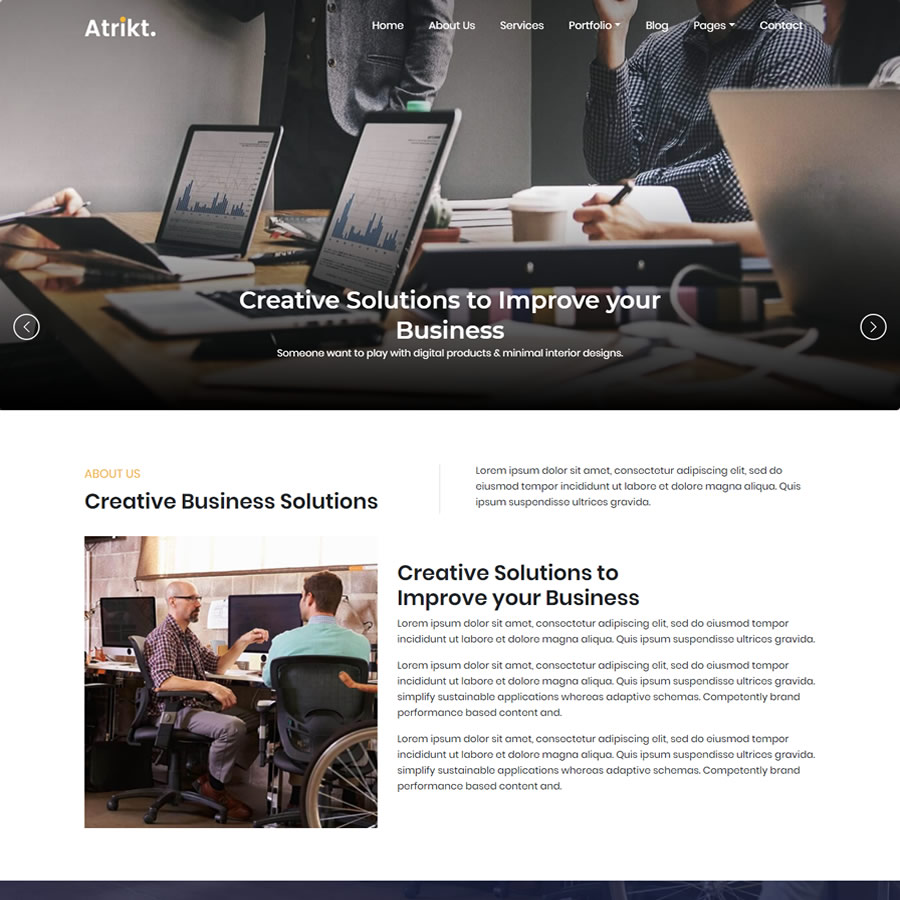 Atrikt.
Home About Us Services Portfolio Blog Pages Contact
Creative Solutions to Improve your
Business
Someone want to play with digital products & minimal interior designs.
ABOUT US
Creative Business Solutions
Lorem ipsum dolor sit amet, consectetur adipiscing elit, sed do
eiusmod tempor incididunt ut labore et dolore magna aliqua. Quis
ipsum suspendisse ultrices gravida.
Creative Solutions to
Improve your Business
Lorem ipsum dolor sit amet, consectetur adipiscing elit, sed do eiusmod tempor
incididunt ut labore et dolore magna aliqua. Quis ipsum suspendisse ultrices gravida.
Lorem ipsum dolor sit amet, consectetur adipiscing elit, sed do eiusmod tempor
incididunt ut labore et dolore magna aliqua. Quis ipsum suspendisse ultrices gravida.
simplify sustainable applications whereas adaptive schemas. Competently brand
performance based content and.
Lorem ipsum dolor sit amet, consectetur adipiscing elit, sed do eiusmod tempor
incididunt ut labore et dolore magna aliqua. Quis ipsum suspendisse ultrices gravida.
simplify sustainable applications whereas adaptive schemas. Competently brand
performance based content and.